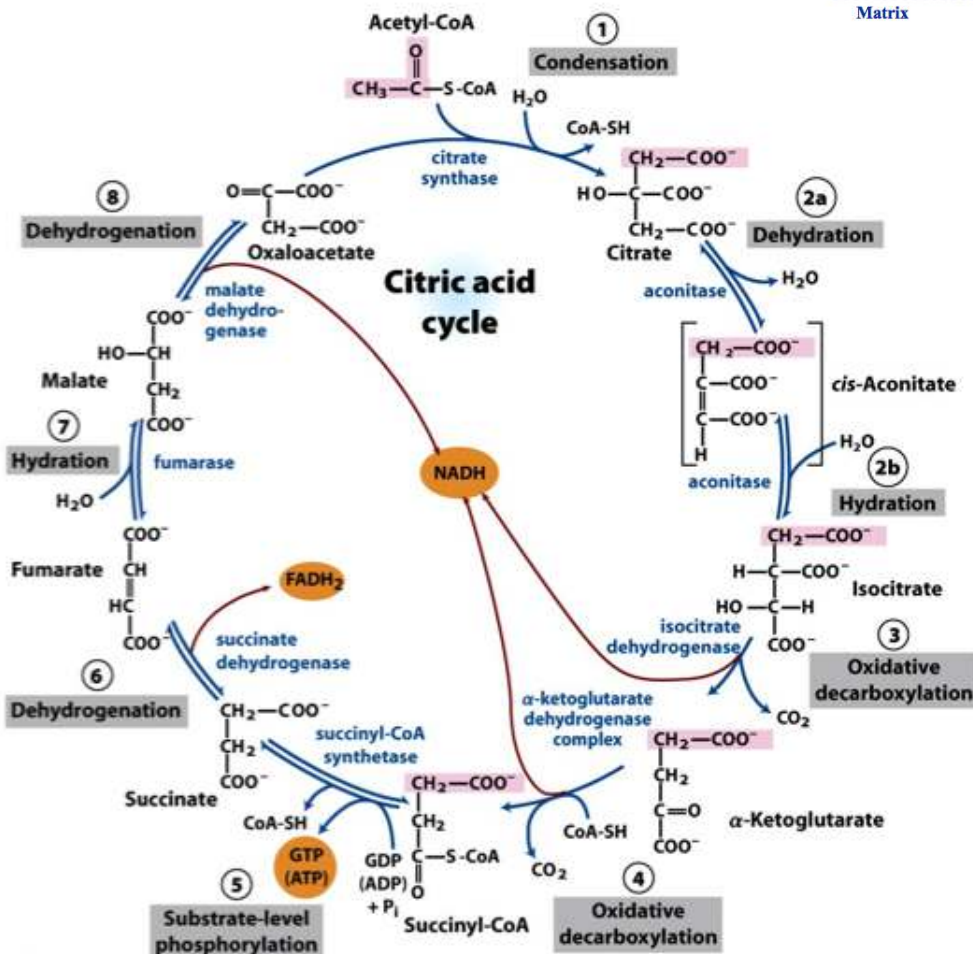 Matrix
Citric acid
cycle
Acetyl-CoA
O
CH₃—C—S-CoA
1
Condensation
H₂O
CoA-SH
citrate
synthase
CH₂—COO⁻
HO—C—COO⁻
CH₂—COO⁻
Citrate
2a
Dehydration
H₂O
aconitase
CH₂—COO⁻
C—COO⁻
C—COO⁻
H
cis-Aconitate
H₂O
aconitase
2b
Hydration
CH₂—COO⁻
H—C—COO⁻
HO—C—H
COO⁻
Isocitrate
isocitrate
dehydrogenase
3
Oxidative
decarboxylation
CO₂
CH₂—COO⁻
CH₂
C=O
COO⁻
α-Ketoglutarate
α-ketoglutarate
dehydrogenase
complex
CoA-SH
CO₂
4
Oxidative
decarboxylation
CH₂—COO⁻
CH₂
C—S-CoA
O
Succinyl-CoA
succinyl-CoA
synthetase
GDP
(ADP)
+ Pᵢ
GTP
(ATP)
CoA-SH
5
Substrate-level
phosphorylation
CH₂—COO⁻
CH₂
COO⁻
Succinate
succinate
dehydrogenase
FADH₂
6
Dehydrogenation
COO⁻
CH
HC
COO⁻
Fumarate
fumarase
H₂O
7
Hydration
COO⁻
HO—CH
CH₂
COO⁻
Malate
malate
dehydro-
genase
NADH
8
Dehydrogenation
O=C—COO⁻
CH₂—COO⁻
Oxaloacetate